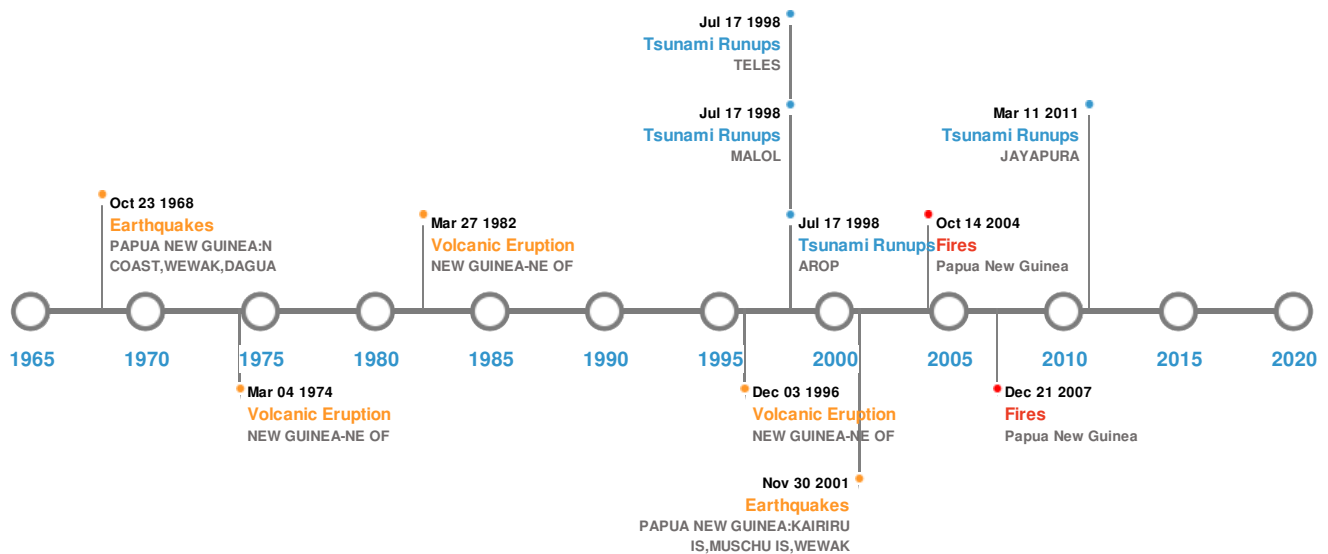 Jul 17 1998
Tsunami Runups
TELES
Jul 17 1998
Tsunami Runups
MALOL
Mar 11 2011
Tsunami Runups
JAYAPURA
Oct 23 1968
Earthquakes
PAPUA NEW GUINEA:N
COAST,WEWAK,DAGUA
Mar 27 1982
Volcanic Eruption
NEW GUINEA-NE OF
Jul 17 1998
Tsunami Runups
AROP
Oct 14 2004
Fires
Papua New Guinea
1965 1970 1975 1980 1985 1990 1995 2000 2005 2010 2015 2020
Mar 04 1974
Volcanic Eruption
NEW GUINEA-NE OF
Dec 03 1996
Volcanic Eruption
NEW GUINEA-NE OF
Dec 21 2007
Fires
Papua New Guinea
Nov 30 2001
Earthquakes
PAPUA NEW GUINEA:KAIRIRU
IS,MUSCHU IS,WEWAK